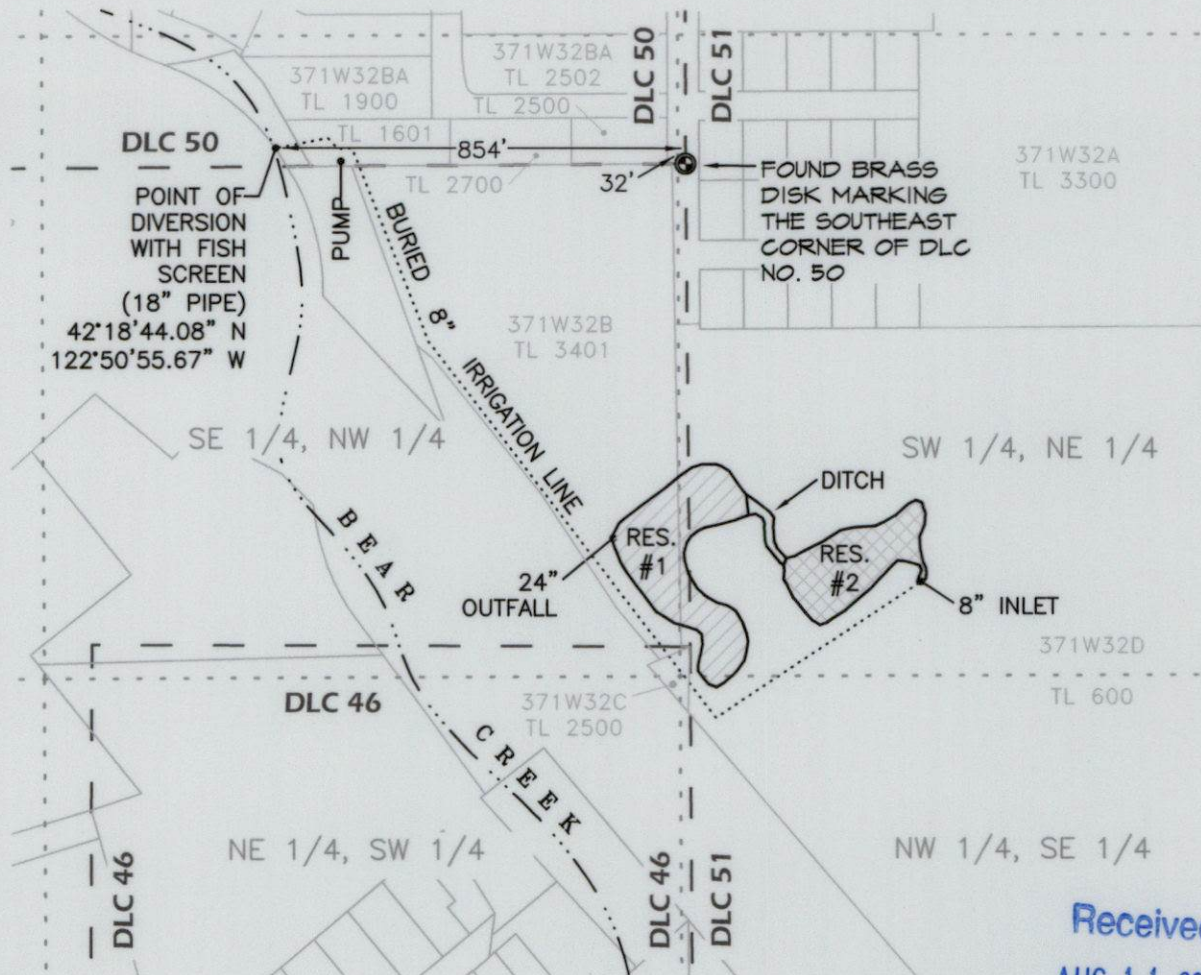 DLC 50
DLC 51
371W32BA
TL 1900
371W32BA
TL 2502
TL 2500
TL 1601
DLC 50
854'
TL 2700
32'
371W32A
TL 3300
POINT OF
DIVERSION
WITH FISH
SCREEN
(18" PIPE)
42°18'44.08" N
122°50'55.67" W
PUMP
FOUND BRASS
DISK MARKING
THE SOUTHEAST
CORNER OF DLC
NO. 50
BURIED 8" IRRIGATION LINE
371W32B
TL 3401
SE 1/4, NW 1/4
SW 1/4, NE 1/4
DITCH
RES.
#1
RES.
#2
24"
OUTFALL
8" INLET
BEAR CREEK
371W32D
TL 600
DLC 46
371W32C
TL 2500
NE 1/4, SW 1/4
NW 1/4, SE 1/4
DLC 46
DLC 46
DLC 51
Received